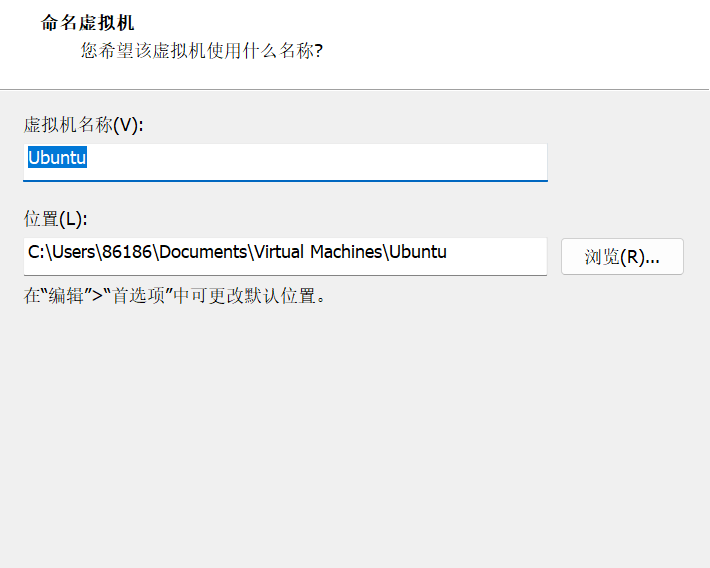 命名虚拟机
您希望该虚拟机使用什么名称?
虚拟机名称(V):
Ubuntu
位置(L):
C:\Users\86186\Documents\Virtual Machines\Ubuntu
浏览(R)...
在“编辑”>“首选项”中可更改默认位置。